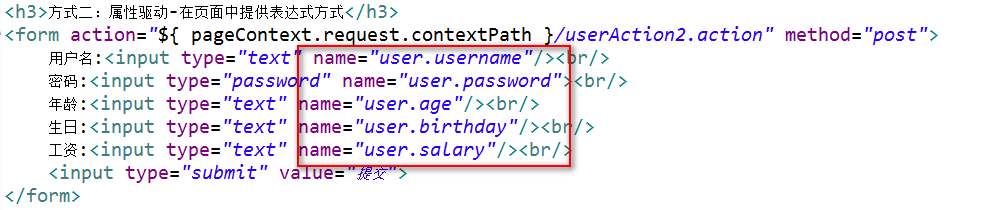 <h3>方式二：属性驱动-在页面中提供表达式方式</h3>
<form action="${ pageContext.request.contextPath }/userAction2.action" method="post">
用户名:<input type="text" name="user.username"/><br/>
密码:<input type="password" name="user.password"><br/>
年龄:<input type="text" name="user.age"/><br/>
生日:<input type="text" name="user.birthday"/><br/>
工资:<input type="text" name="user.salary"/><br/>
<input type="submit" value="提交">
</form>